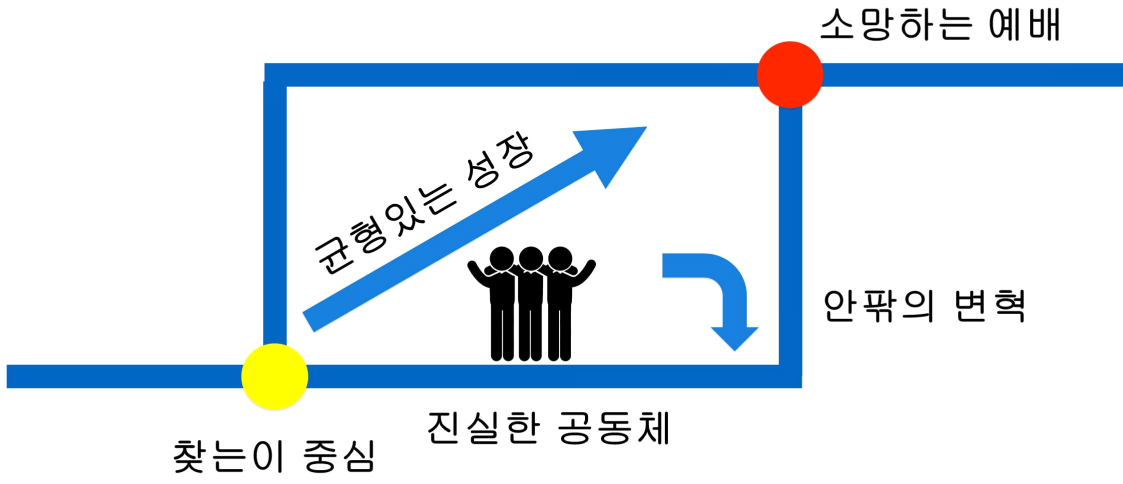 소망하는 예배
균형있는 성장
안팎의 변혁
진실한 공동체
찾는이 중심